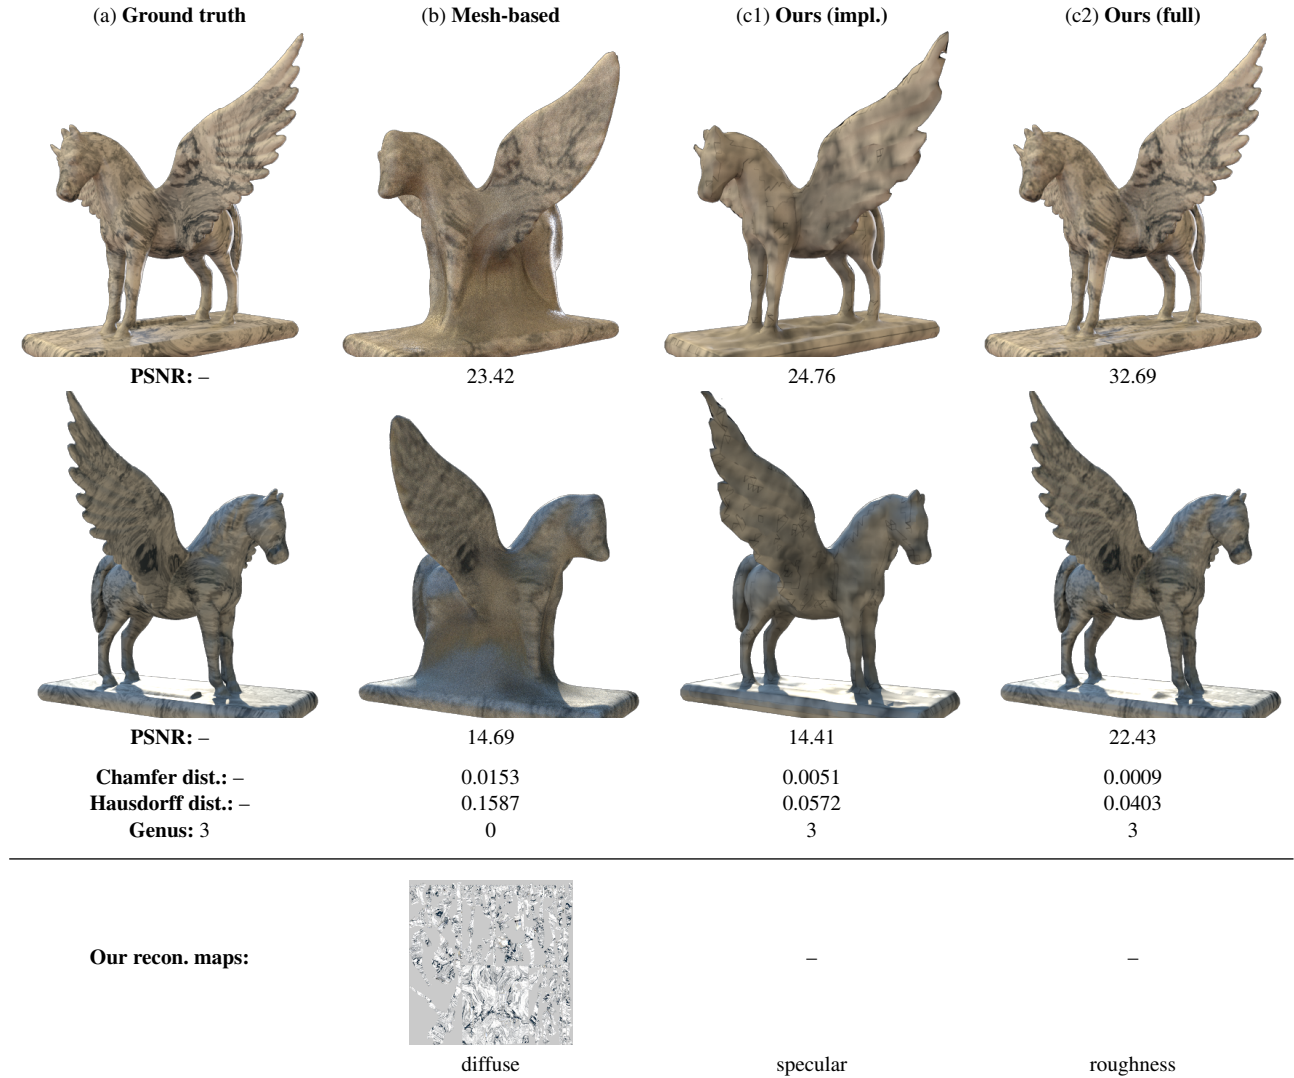 (a) Ground truth (b) Mesh-based (c1) Ours (impl.) (c2) Ours (full)
PSNR: – 23.42 24.76 32.69
PSNR: – 14.69 14.41 22.43
Chamfer dist.: – 0.0153 0.0051 0.0009
Hausdorff dist.: – 0.1587 0.0572 0.0403
Genus: 3 0 3 3
Our recon. maps: – –
diffuse specular roughness